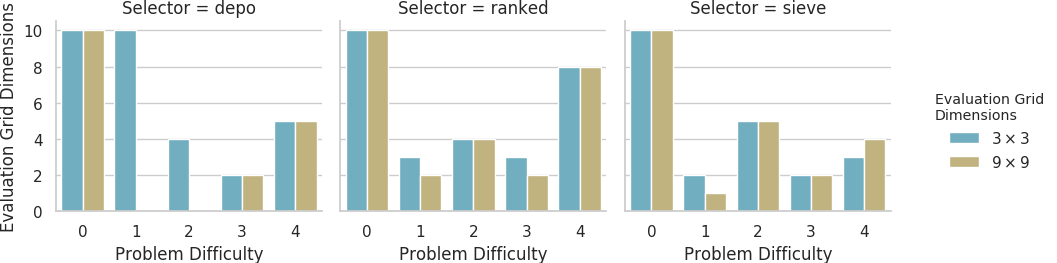 Selector = depo
Selector = ranked
Selector = sieve
Evaluation Grid Dimensions
10
8
6
4
2
0
0 1 2 3 4
0 1 2 3 4
0 1 2 3 4
Problem Difficulty
Problem Difficulty
Problem Difficulty
Evaluation Grid
Dimensions
3 × 3
9 × 9